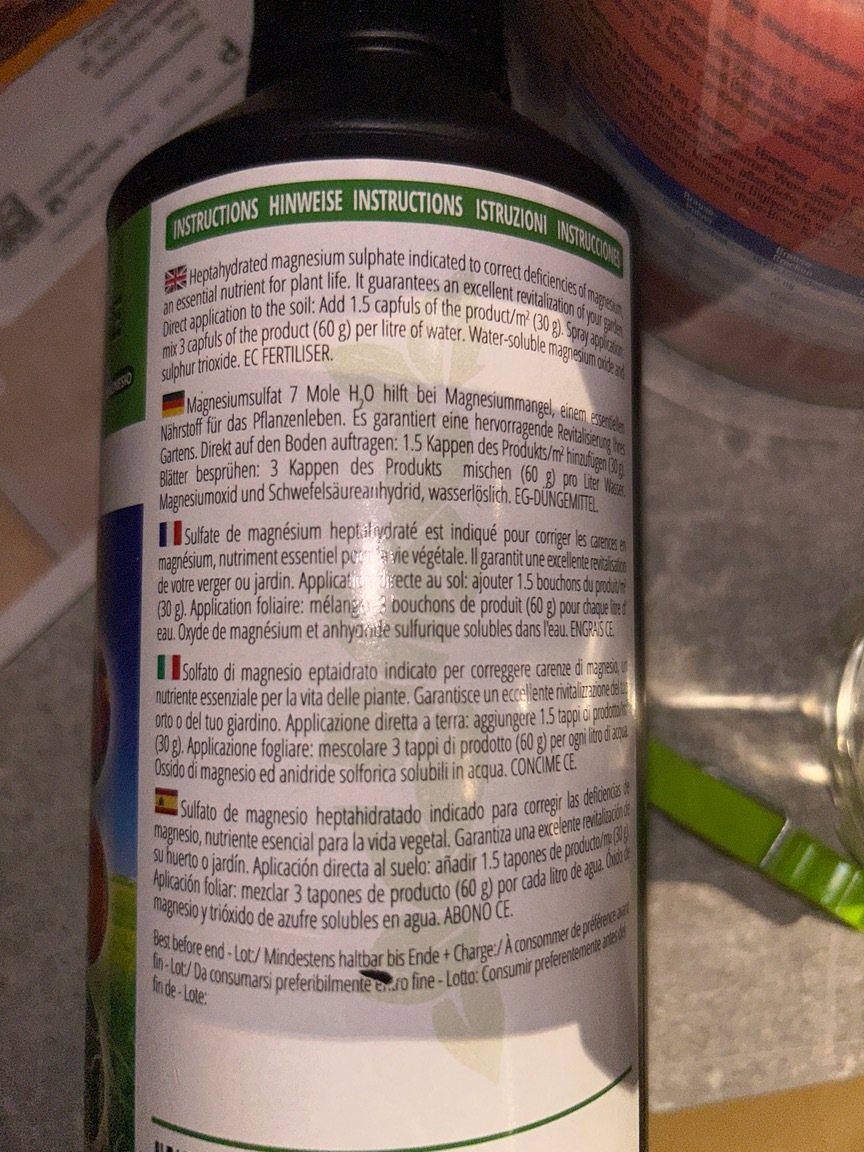 INSTRUCTIONS HINWEISE INSTRUCTIONS ISTRUZIONI INSTRUCCIONES
Heptahydrated magnesium sulphate indicated to correct deficiencies of magnesium,
an essential nutrient for plant life. It guarantees an excellent revitalization of your garden.
Direct application to the soil: Add 1.5 capfuls of the product/m² (30 g). Spray application:
mix 3 capfuls of the product (60 g) per litre of water. Water-soluble magnesium oxide and
sulphur trioxide. EC FERTILISER.
Magnesiumsulfat 7 Mole H₂O hilft bei Magnesiummangel, einem essentiellen
Nährstoff für das Pflanzenleben. Es garantiert eine hervorragende Revitalisierung Ihres
Gartens. Direkt auf den Boden auftragen: 1.5 Kappen des Produkts/m² hinzufügen (30 g).
Blätter besprühen: 3 Kappen des Produkts mischen (60 g) pro Liter Wasser.
Magnesiumoxid und Schwefelsäureanhydrid, wasserlöslich. EG-DÜNGEMITTEL.
Sulfate de magnésium heptahydraté est indiqué pour corriger les carences en
magnésium, nutriment essentiel pour la vie végétale. Il garantit une excellente revitalisation
de votre verger ou jardin. Application directe au sol: ajouter 1.5 bouchons du produit/m²
(30 g). Application foliaire: mélanger 3 bouchons de produit (60 g) pour chaque litre d'
eau. Oxyde de magnésium et anhydride sulfurique solubles dans l'eau. ENGRAIS CE.
Solfato di magnesio eptaidrato indicato per correggere carenze di magnesio, un
nutriente essenziale per la vita delle piante. Garantisce un eccellente rivitalizzazione del tuo
orto o del tuo giardino. Applicazione diretta a terra: aggiungere 1.5 tappi di prodotto/m²
(30 g). Applicazione fogliare: mescolare 3 tappi di prodotto (60 g) per ogni litro di acqua.
Ossido di magnesio ed anidride solforica solubili in acqua. CONCIME CE.
Sulfato de magnesio heptahidratado indicado para corregir las deficiencias de
magnesio, nutriente esencial para la vida vegetal. Garantiza una excelente revitalización de
su huerto o jardín. Aplicación directa al suelo: añadir 1.5 tapones de producto/m² (30 g).
Aplicación foliar: mezclar 3 tapones de producto (60 g) por cada litro de agua. Óxido de
magnesio y trióxido de azufre solubles en agua. ABONO CE.
Best before end - Lot:/ Mindestens haltbar bis Ende + Charge:/ À consommer de préférence avant
fin - Lot:/ Da consumarsi preferibilmente entro fine - Lotto: Consumir preferentemente antes del
fin de - Lote: